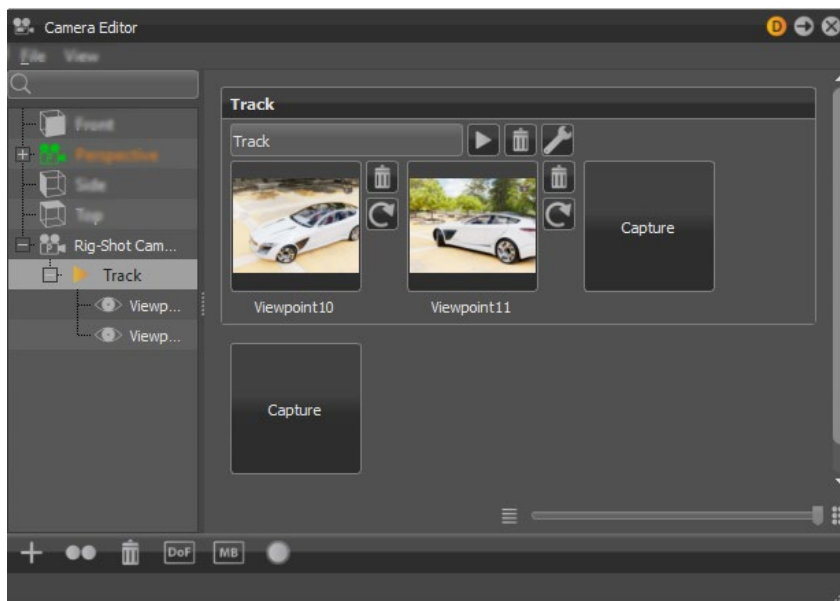 Camera Editor
D
File View
Front
Perspective
Side
Top
Rig-Shot Cam...
Track
Viewp...
Viewp...
Track
Track
Viewpoint10 Viewpoint11
Capture
Capture
DoF MB